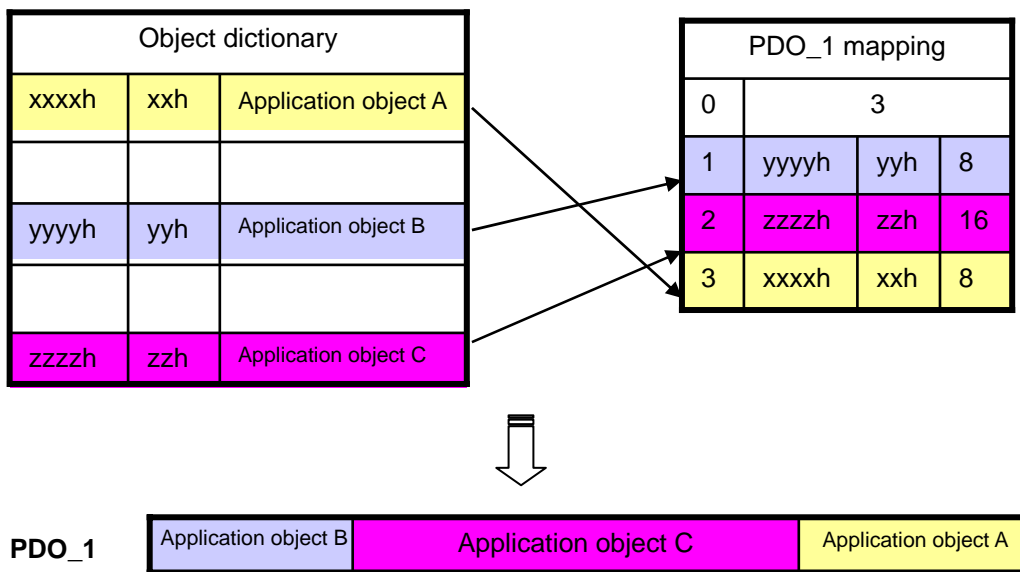 Object dictionary
xxxxh xxh Application object A
yyyyh yyh Application object B
zzzzh zzh Application object C
PDO_1 mapping
0 3
1 yyyyh yyh 8
2 zzzzh zzh 16
3 xxxxh xxh 8
PDO_1 Application object B Application object C Application object A